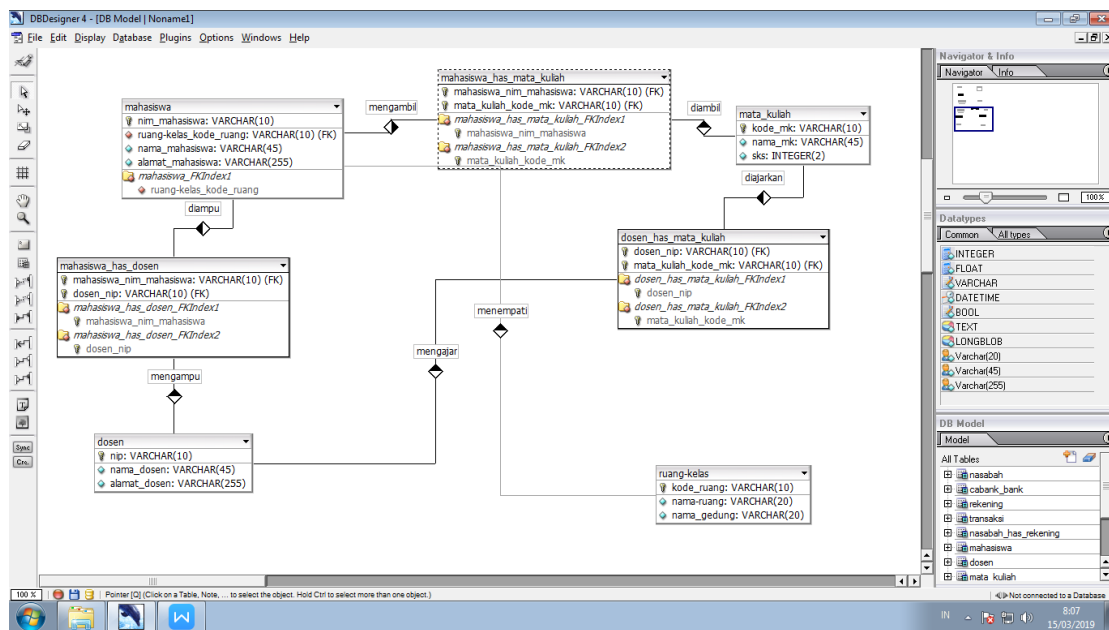 DBDesigner 4 - [DB Model | Noname1]
File Edit Display Database Plugins Options Windows Help
mahasiswa_has_mata_kuliah
mahasiswa_nim_mahasiswa: VARCHAR(10) (FK)
mata_kuliah_kode_mk: VARCHAR(10) (FK)
mahasiswa_has_mata_kuliah_FKIndex1
mahasiswa_nim_mahasiswa
mahasiswa_has_mata_kuliah_FKIndex2
mata_kuliah_kode_mk
mahasiswa
nim_mahasiswa: VARCHAR(10)
ruang-kelas_kode_ruang: VARCHAR(10) (FK)
nama_mahasiswa: VARCHAR(45)
alamat_mahasiswa: VARCHAR(255)
mahasiswa_FKIndex1
ruang-kelas_kode_ruang
mengambil
diambil
mata_kuliah
kode_mk: VARCHAR(10)
nama_mk: VARCHAR(45)
sks: INTEGER(2)
diajarkan
diampu
mahasiswa_has_dosen
mahasiswa_nim_mahasiswa: VARCHAR(10) (FK)
dosen_nip: VARCHAR(10) (FK)
mahasiswa_has_dosen_FKIndex1
mahasiswa_nim_mahasiswa
mahasiswa_has_dosen_FKIndex2
dosen_nip
dosen_has_mata_kuliah
dosen_nip: VARCHAR(10) (FK)
mata_kuliah_kode_mk: VARCHAR(10) (FK)
dosen_has_mata_kuliah_FKIndex1
dosen_nip
dosen_has_mata_kuliah_FKIndex2
mata_kuliah_kode_mk
menempati
mengajar
mengampu
dosen
nip: VARCHAR(10)
nama_dosen: VARCHAR(45)
alamat_dosen: VARCHAR(255)
ruang-kelas
kode_ruang: VARCHAR(10)
nama-ruang: VARCHAR(20)
nama_gedung: VARCHAR(20)
Navigator & Info
Navigator Info
100%
Datatypes
Common All types
INTEGER
FLOAT
VARCHAR
DATETIME
BOOL
TEXT
LONGBLOB
Varchar(20)
Varchar(45)
Varchar(255)
DB Model
Model
All Tables
nasabah
cabank_bank
rekening
transaksi
nasabah_has_rekening
mahasiswa
dosen
mata_kuliah
Sync
Cre.
100 %
Pointer [Q] (Click on a Table, Note, ... to select the object. Hold Ctrl to select more than one object.)
Not connected to a Database
IN
8:07
15/03/2019